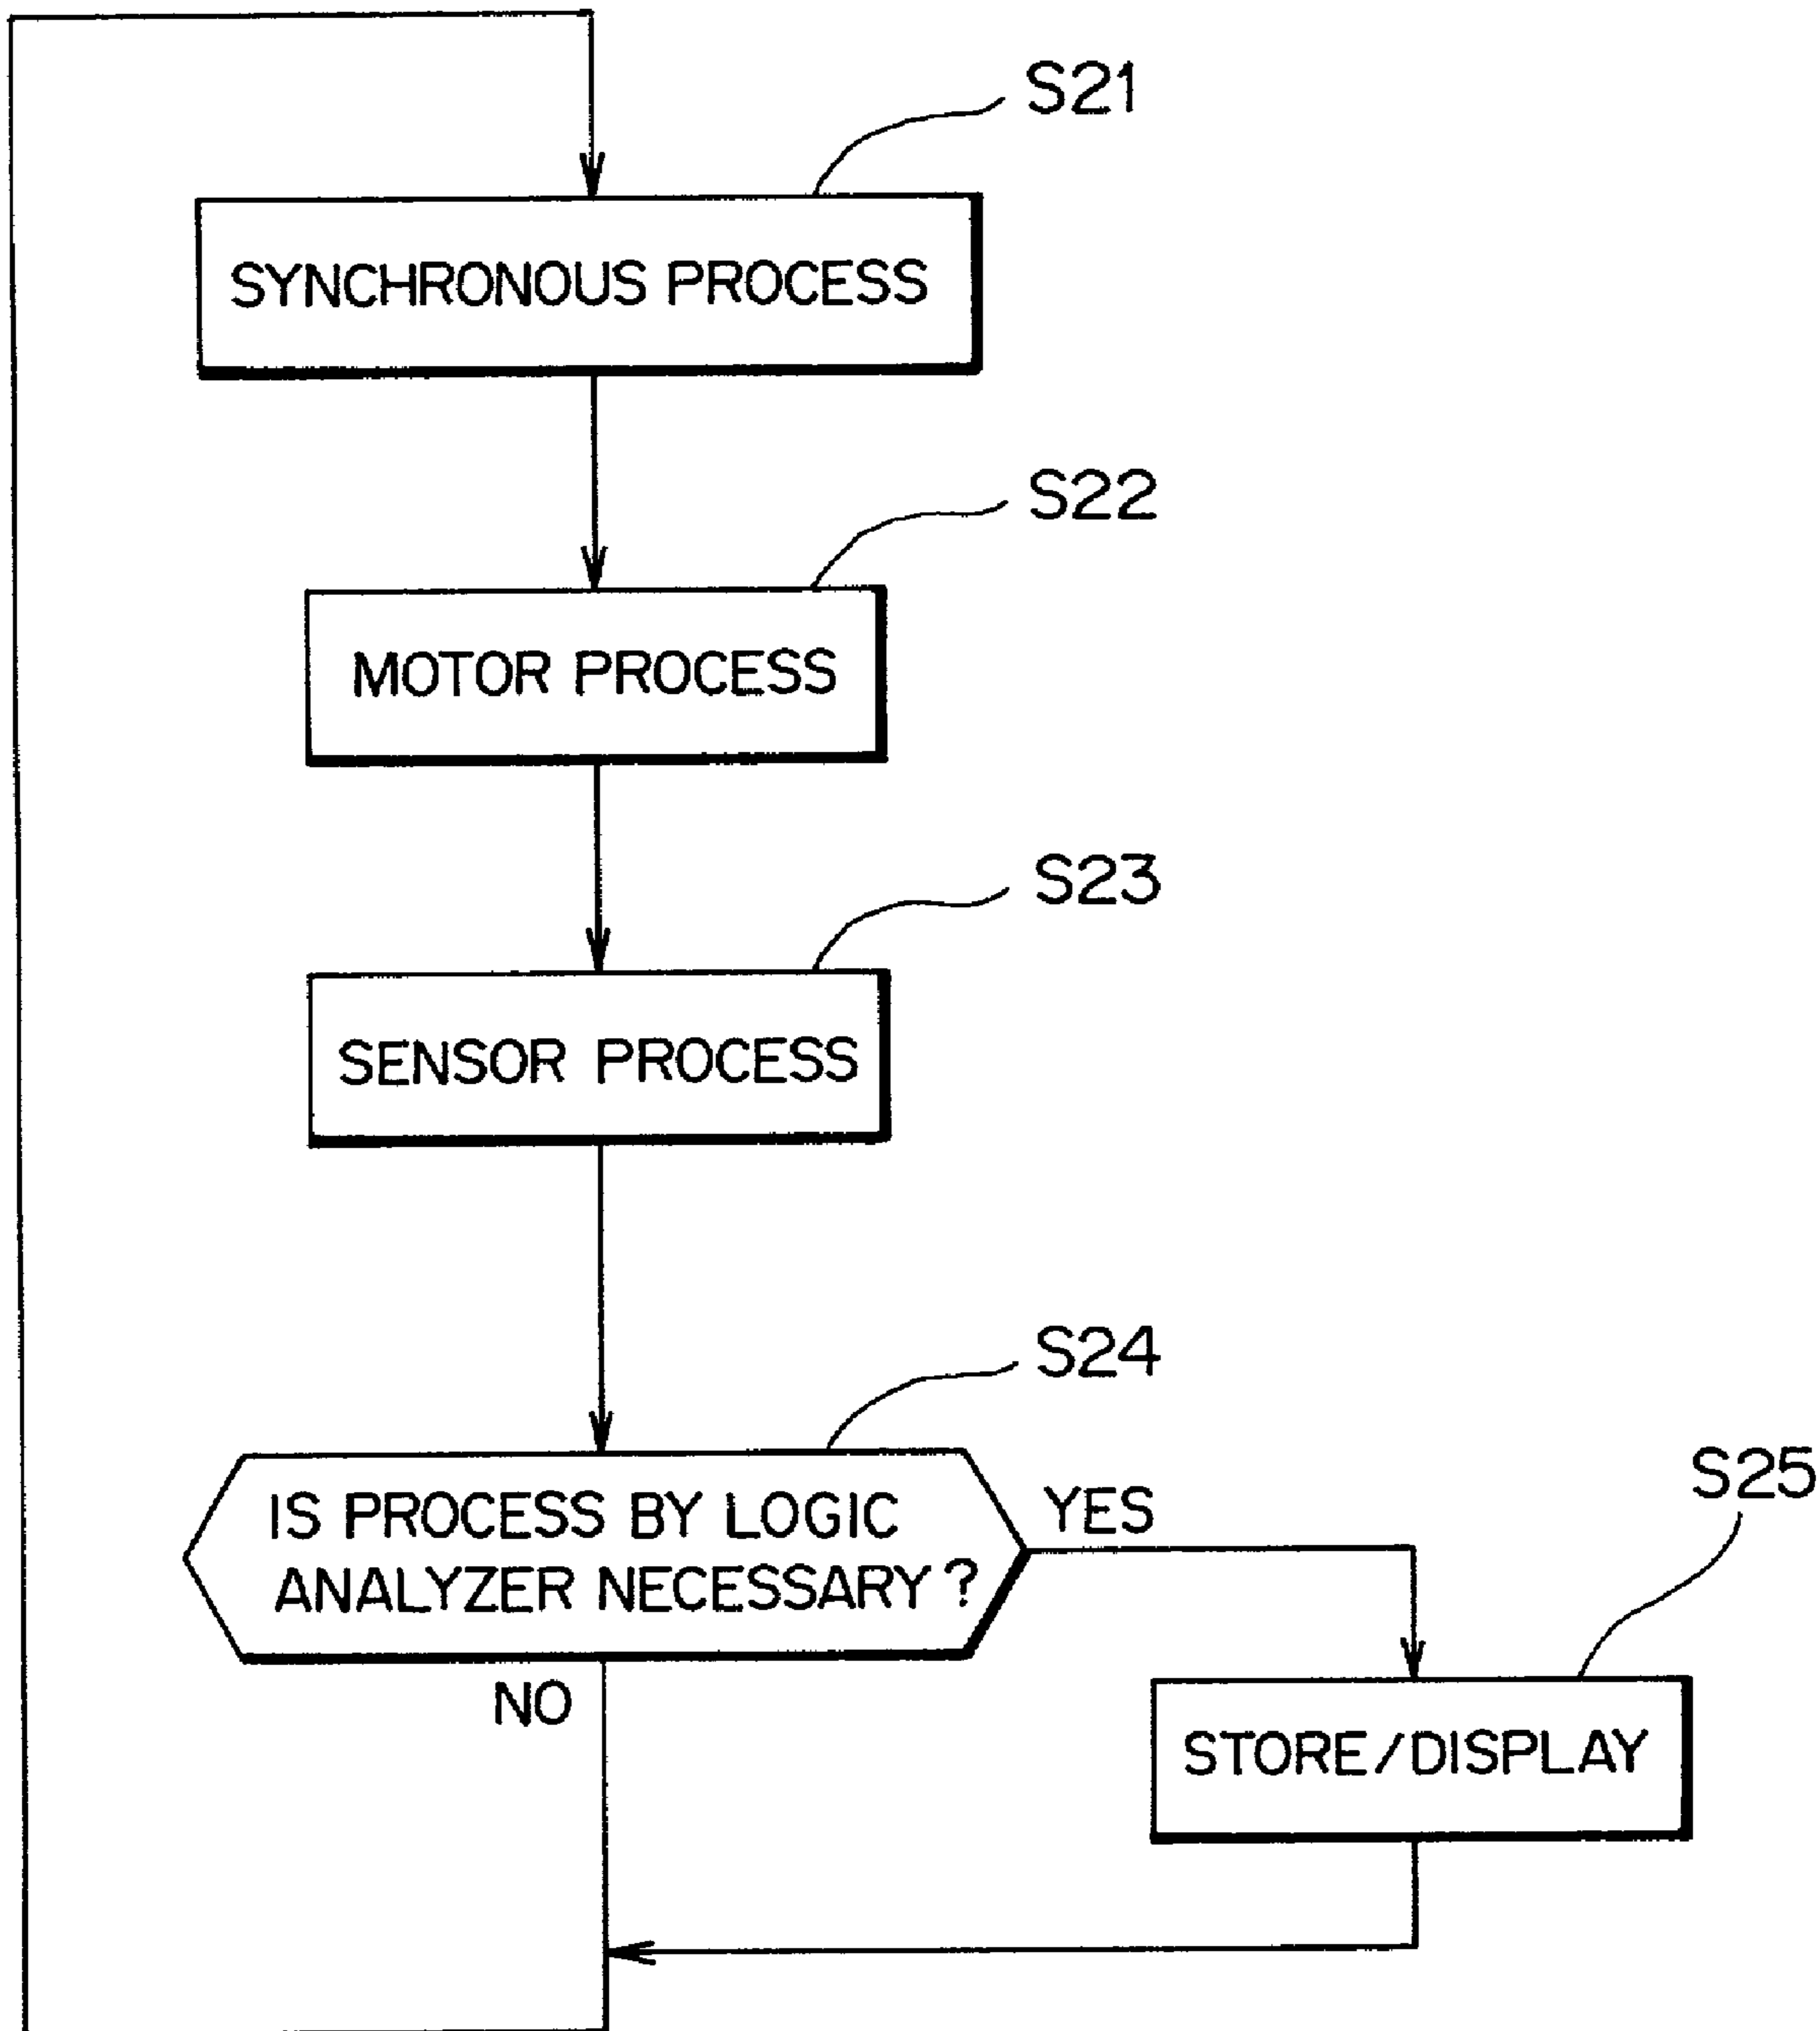 S21
SYNCHRONOUS PROCESS
S22
MOTOR PROCESS
S23
SENSOR PROCESS
S24
IS PROCESS BY LOGIC
ANALYZER NECESSARY?
YES
S25
NO
STORE/DISPLAY